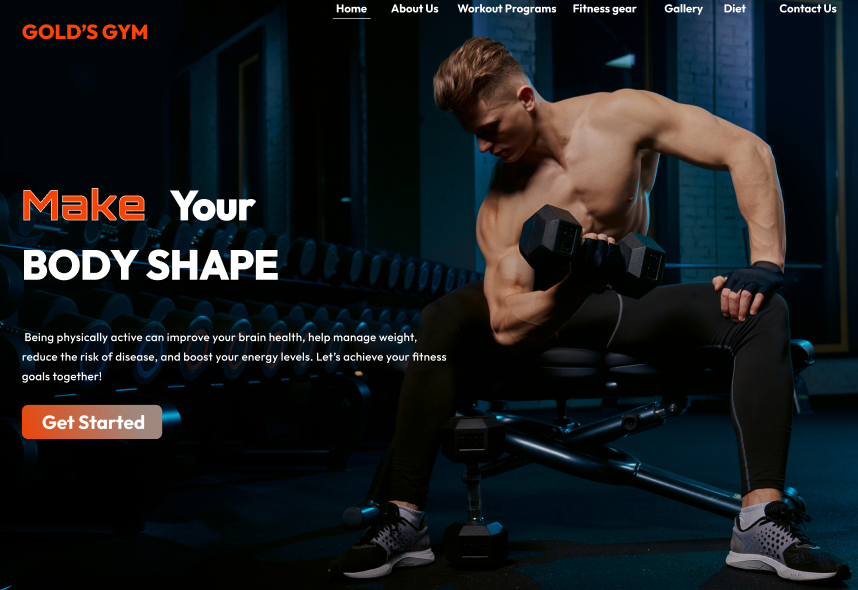 Home About Us Workout Programs Fitness gear Gallery Diet Contact Us
GOLD'S GYM
Make Your
BODY SHAPE
Being physically active can improve your brain health, help manage weight,
reduce the risk of disease, and boost your energy levels. Let's achieve your fitness
goals together!
Get Started